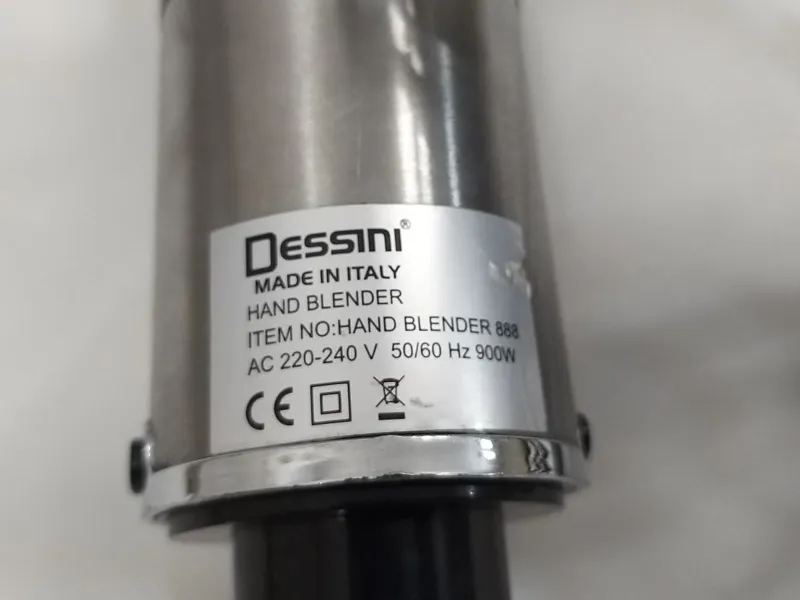 DESSINI®
MADE IN ITALY
HAND BLENDER
ITEM NO:HAND BLENDER 888
AC 220-240 V 50/60 Hz 900W
CE